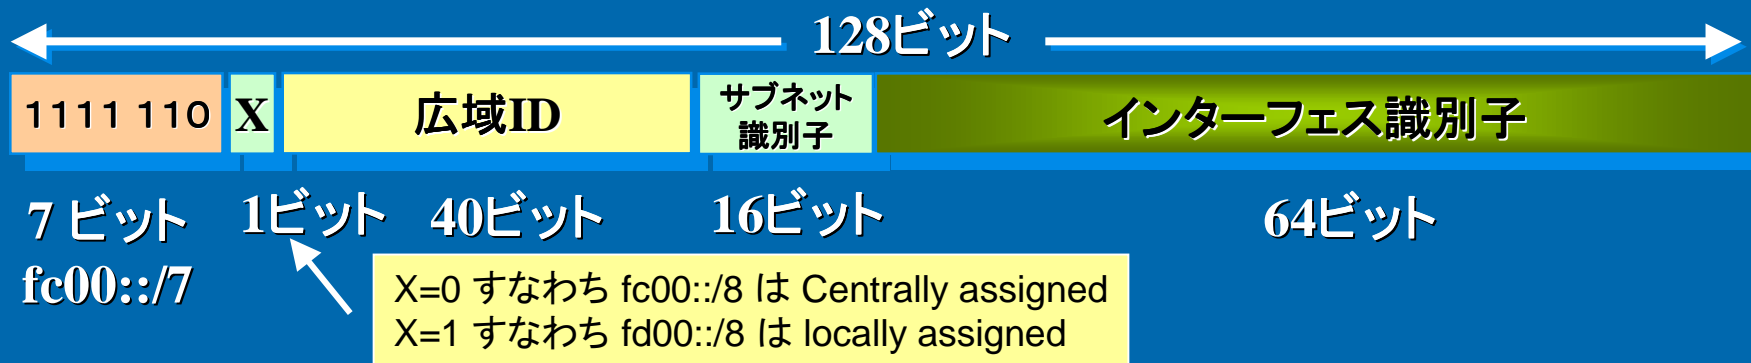 128ビット
1111 110 X 広域ID サブネット
識別子 インターフェス識別子
7 ビット 1ビット 40ビット 16ビット 64ビット
fc00::/7
X=0 すなわち fc00::/8 は Centrally assigned
X=1 すなわち fd00::/8 は locally assigned